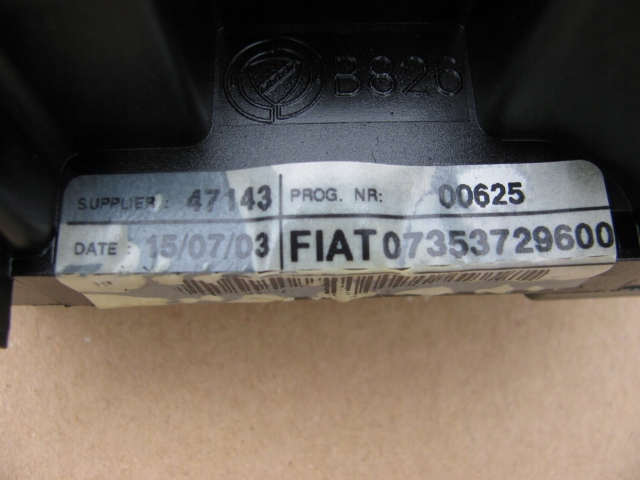 B826
SUPPLIER: 47143 PROG. NR: 00625
DATE: 15/07/03 FIAT 07353729600